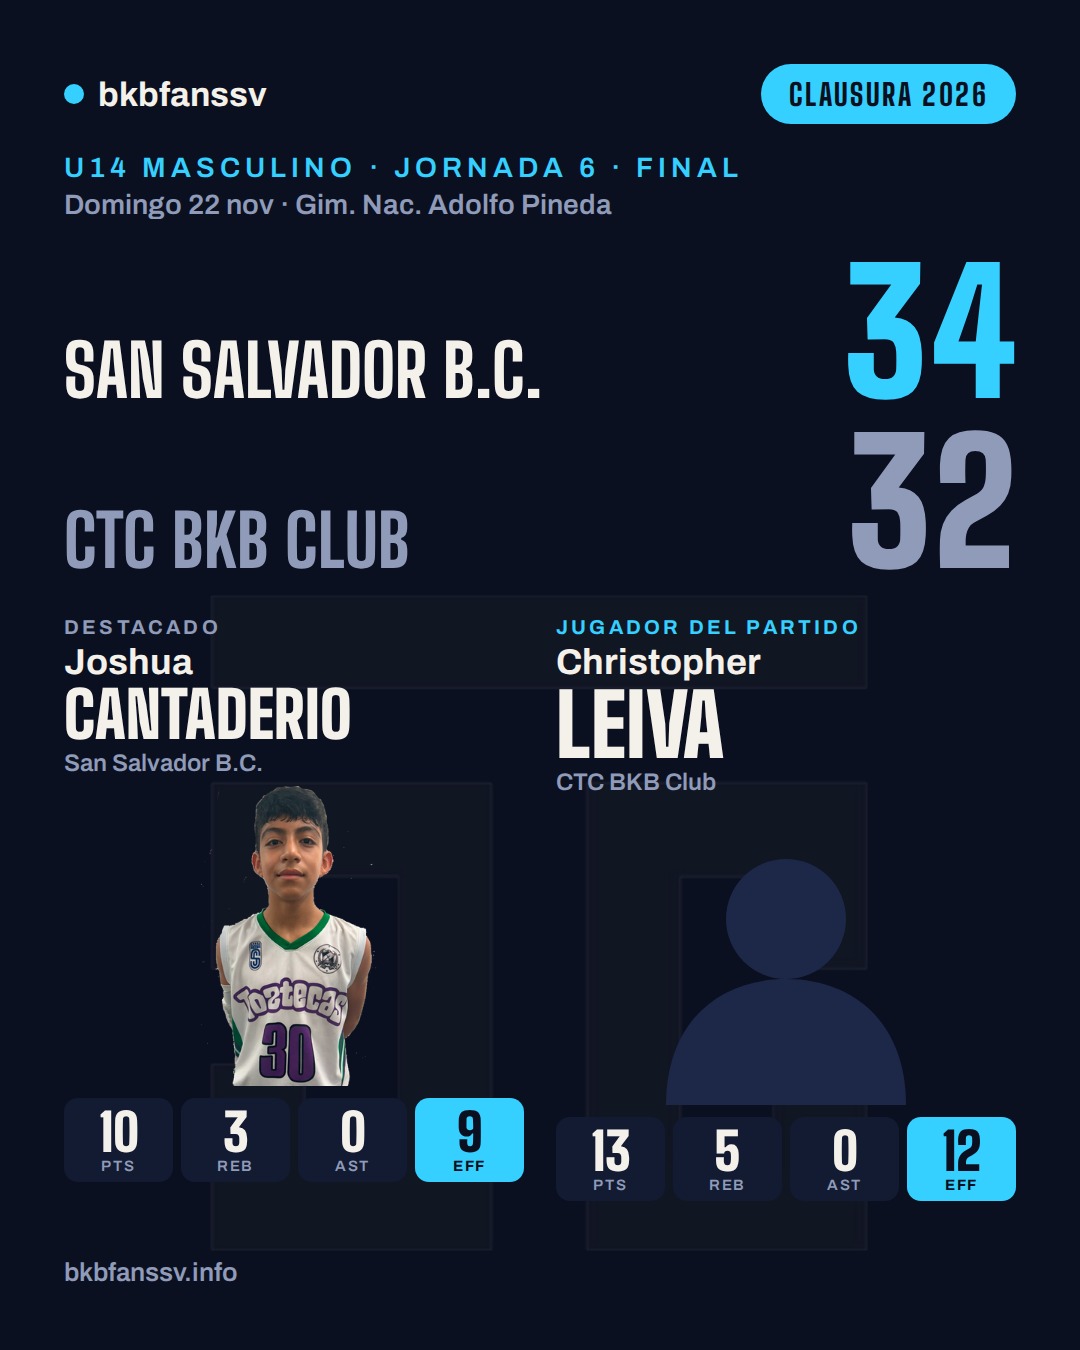 bkbfanssv
CLAUSURA 2026
U14 MASCULINO · JORNADA 6 · FINAL
Domingo 22 nov · Gim. Nac. Adolfo Pineda
SAN SALVADOR B.C. 34
CTC BKB CLUB 32
DESTACADO
Joshua
CANTADERIO
San Salvador B.C.
Toztecas
30
10 3 0 9
PTS REB AST EFF
JUGADOR DEL PARTIDO
Christopher
LEIVA
CTC BKB Club
13 5 0 12
PTS REB AST EFF
bkbfanssv.info